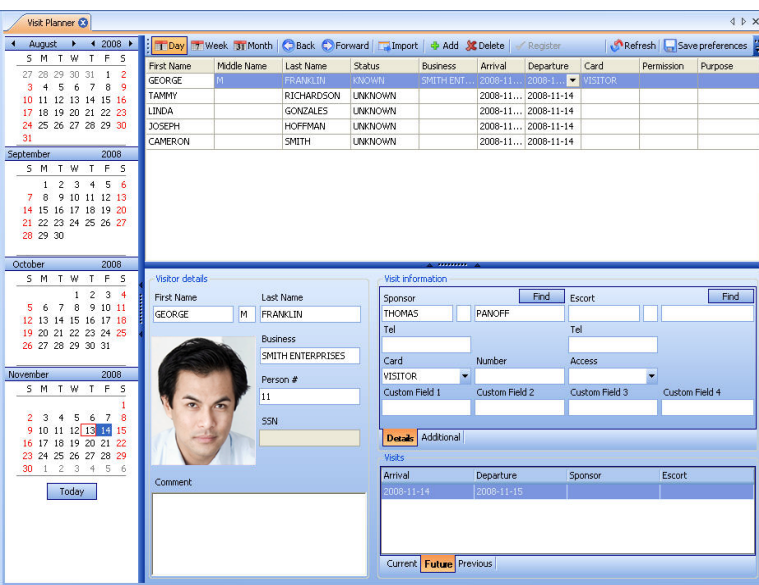 Visit Planner
August 2008
Day Week Month Back Forward Import Add Delete Register Refresh Save preferences
S M T W T F S
27 28 29 30 31 1 2
3 4 5 6 7 8 9
10 11 12 13 14 15 16
17 18 19 20 21 22 23
24 25 26 27 28 29 30
31
September 2008
S M T W T F S
1 2 3 4 5 6
7 8 9 10 11 12 13
14 15 16 17 18 19 20
21 22 23 24 25 26 27
28 29 30
October 2008
S M T W T F S
1 2 3 4
5 6 7 8 9 10 11
12 13 14 15 16 17 18
19 20 21 22 23 24 25
26 27 28 29 30 31
November 2008
S M T W T F S
1
2 3 4 5 6 7 8
9 10 11 12 13 14 15
16 17 18 19 20 21 22
23 24 25 26 27 28 29
30 1 2 3 4 5 6
Today
First Name Middle Name Last Name Status Business Arrival Departure Card Permission Purpose
GEORGE M FRANKLIN KNOWN SMITH ENT... 2008-11... 2008-1... VISITOR
TAMMY RICHARDSON UNKNOWN 2008-11... 2008-11-14
LINDA GONZALES UNKNOWN 2008-11... 2008-11-14
JOSEPH HOFFMAN UNKNOWN 2008-11... 2008-11-14
CAMERON SMITH UNKNOWN 2008-11... 2008-11-14
Visitor details
First Name Last Name
GEORGE M FRANKLIN
Business
SMITH ENTERPRISES
Person #
11
SSN
Comment
Visit information
Sponsor Find Escort Find
THOMAS PANOFF
Tel Tel
Card Number Access
VISITOR
Custom Field 1 Custom Field 2 Custom Field 3 Custom Field 4
Details Additional
Visits
Arrival Departure Sponsor Escort
2008-11-14 2008-11-15
Current Future Previous